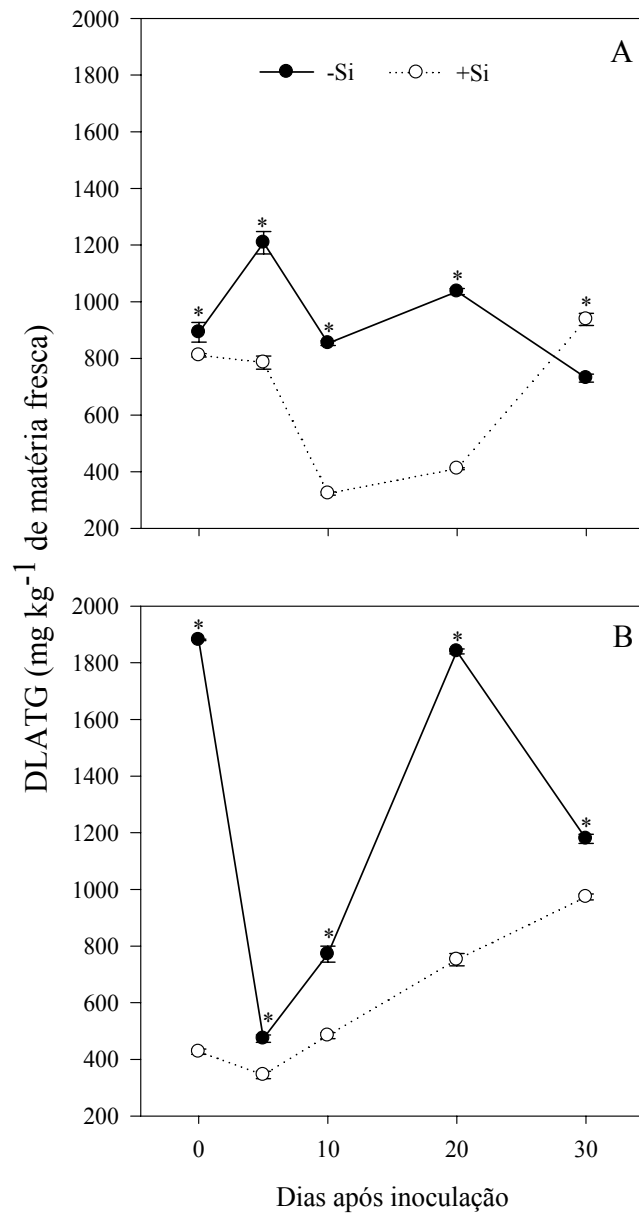 2000
A
-Si +Si
1800
1600
1400
1200
1000
800
600
400
200
* * * * *
DLATG (mg kg-1 de matéria fresca)
2000
B
1800
1600
1400
1200
1000
800
600
400
200
* * * * *
0 10 20 30
Dias após inoculação